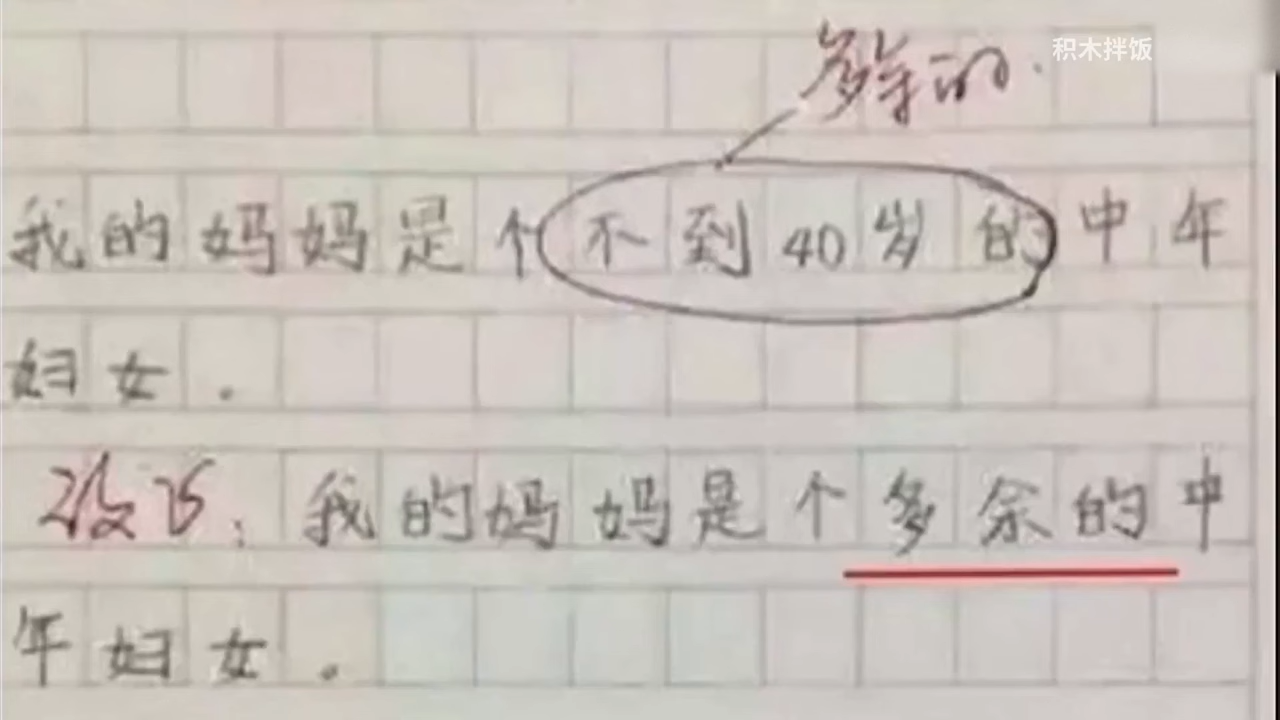 积木拌饭
多余的.
我的妈妈是个不到40岁的中年
妇女.
改巧:我的妈妈是个多余的中
年妇女.